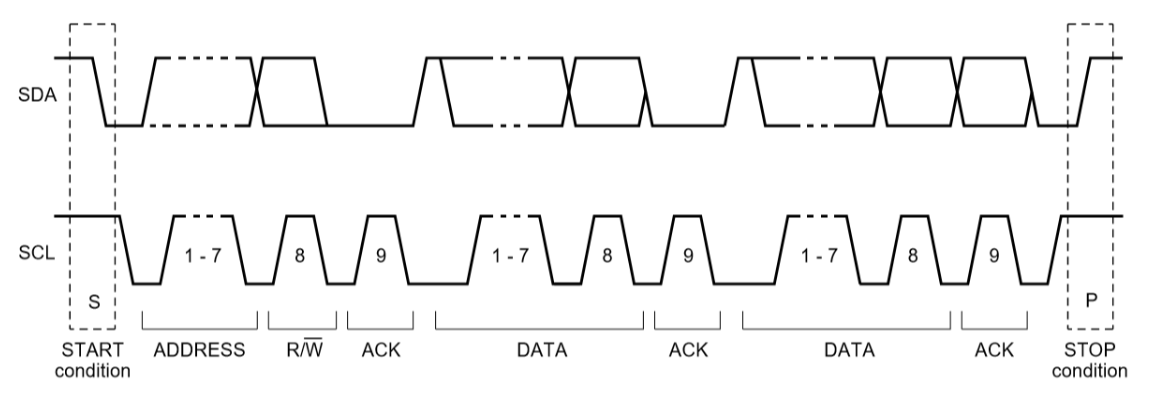 SDA
SCL
1 - 7
8
9
1 - 7
8
9
1 - 7
8
9
S
P
START
condition
ADDRESS
R/W̅
ACK
DATA
ACK
DATA
ACK
STOP
condition